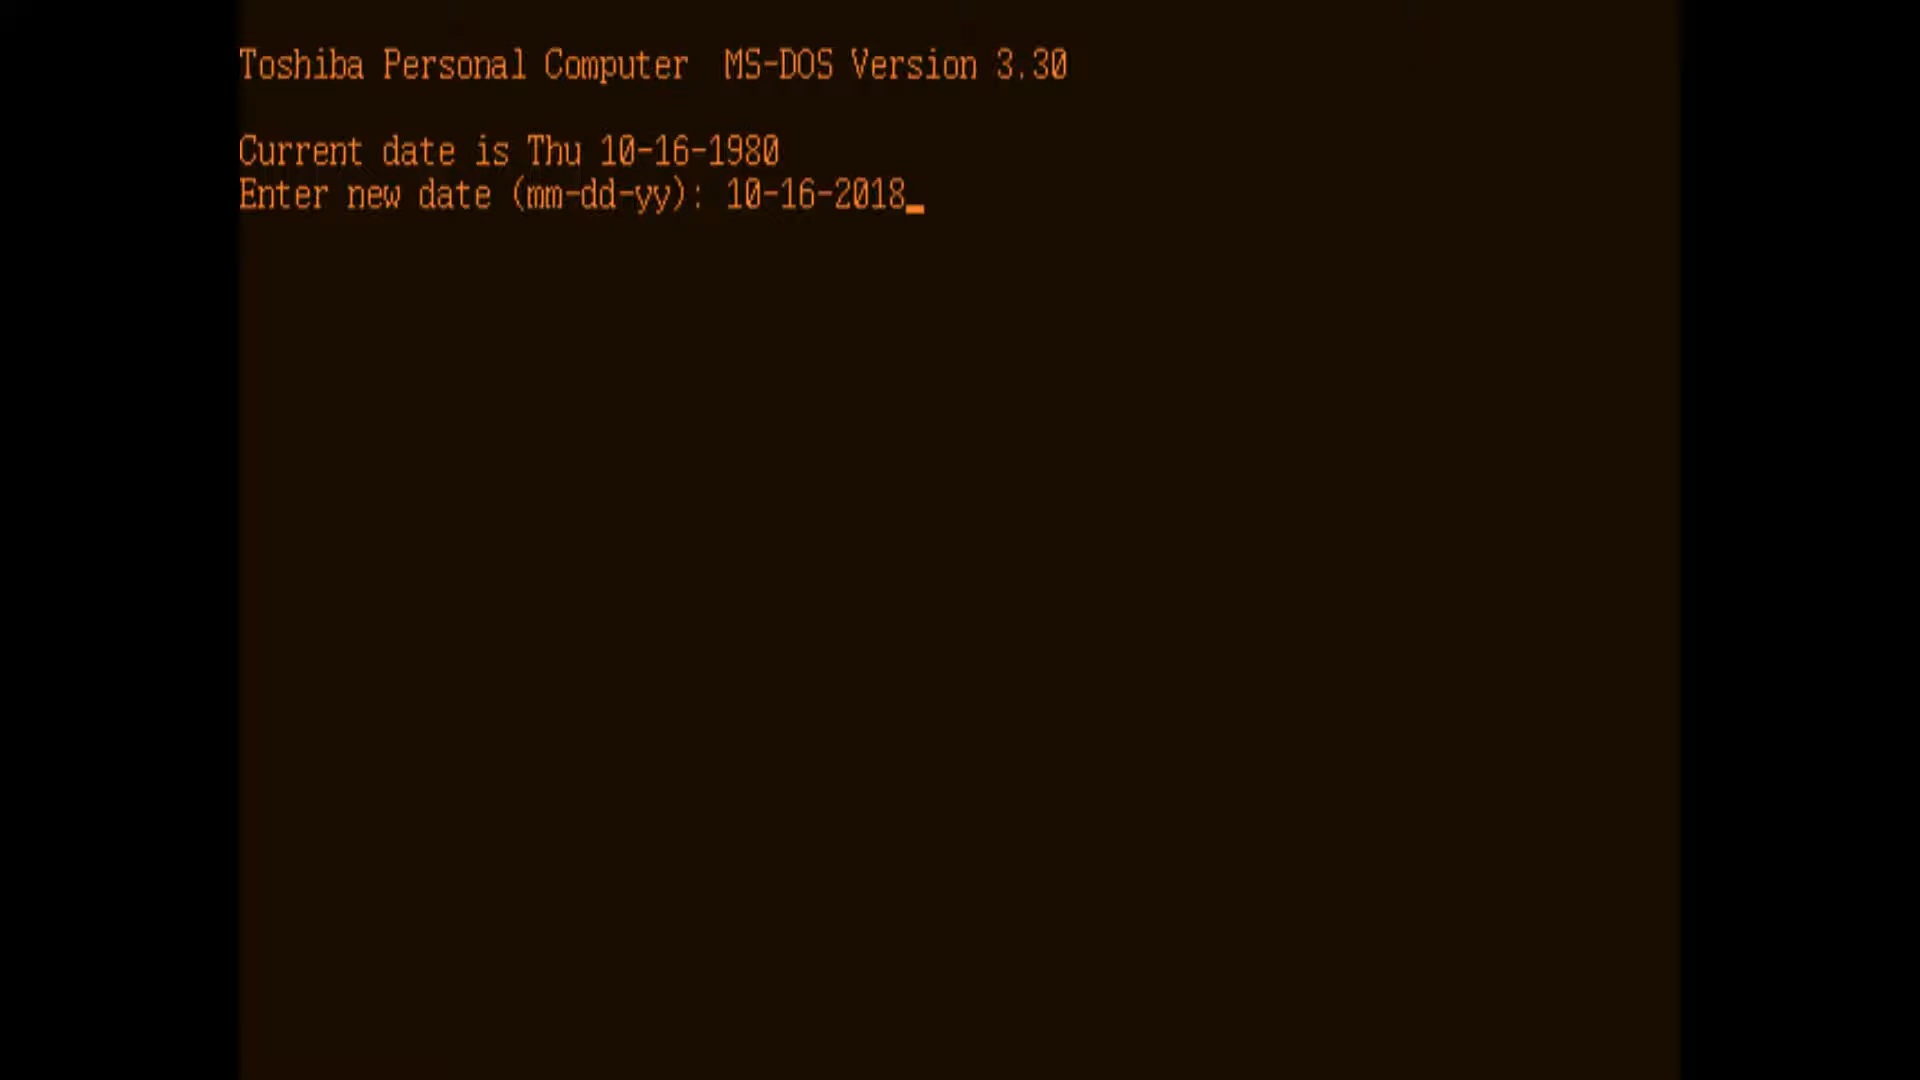 Toshiba Personal Computer  MS-DOS Version 3.30
Current date is Thu 10-16-1980
Enter new date (mm-dd-yy): 10-16-2018_